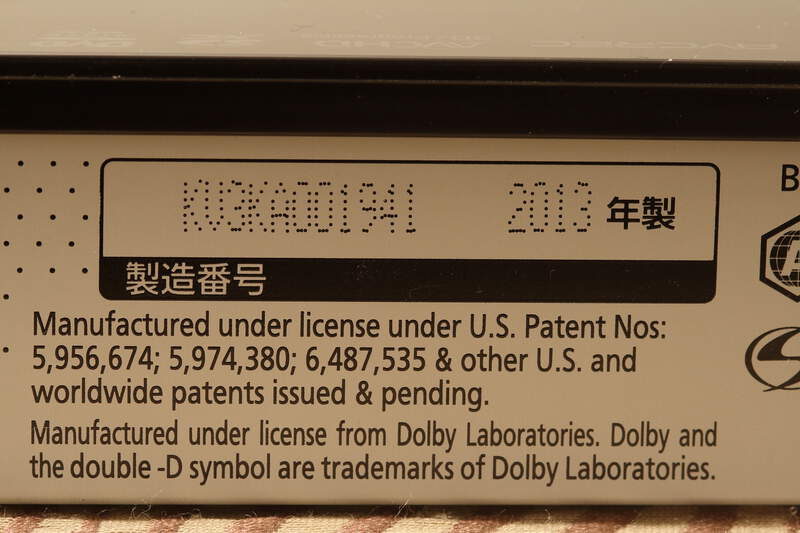 KV3KA001941 2013 年製
製造番号
Manufactured under license under U.S. Patent Nos:
5,956,674; 5,974,380; 6,487,535 & other U.S. and
worldwide patents issued & pending.
Manufactured under license from Dolby Laboratories. Dolby and
the double -D symbol are trademarks of Dolby Laboratories.
B